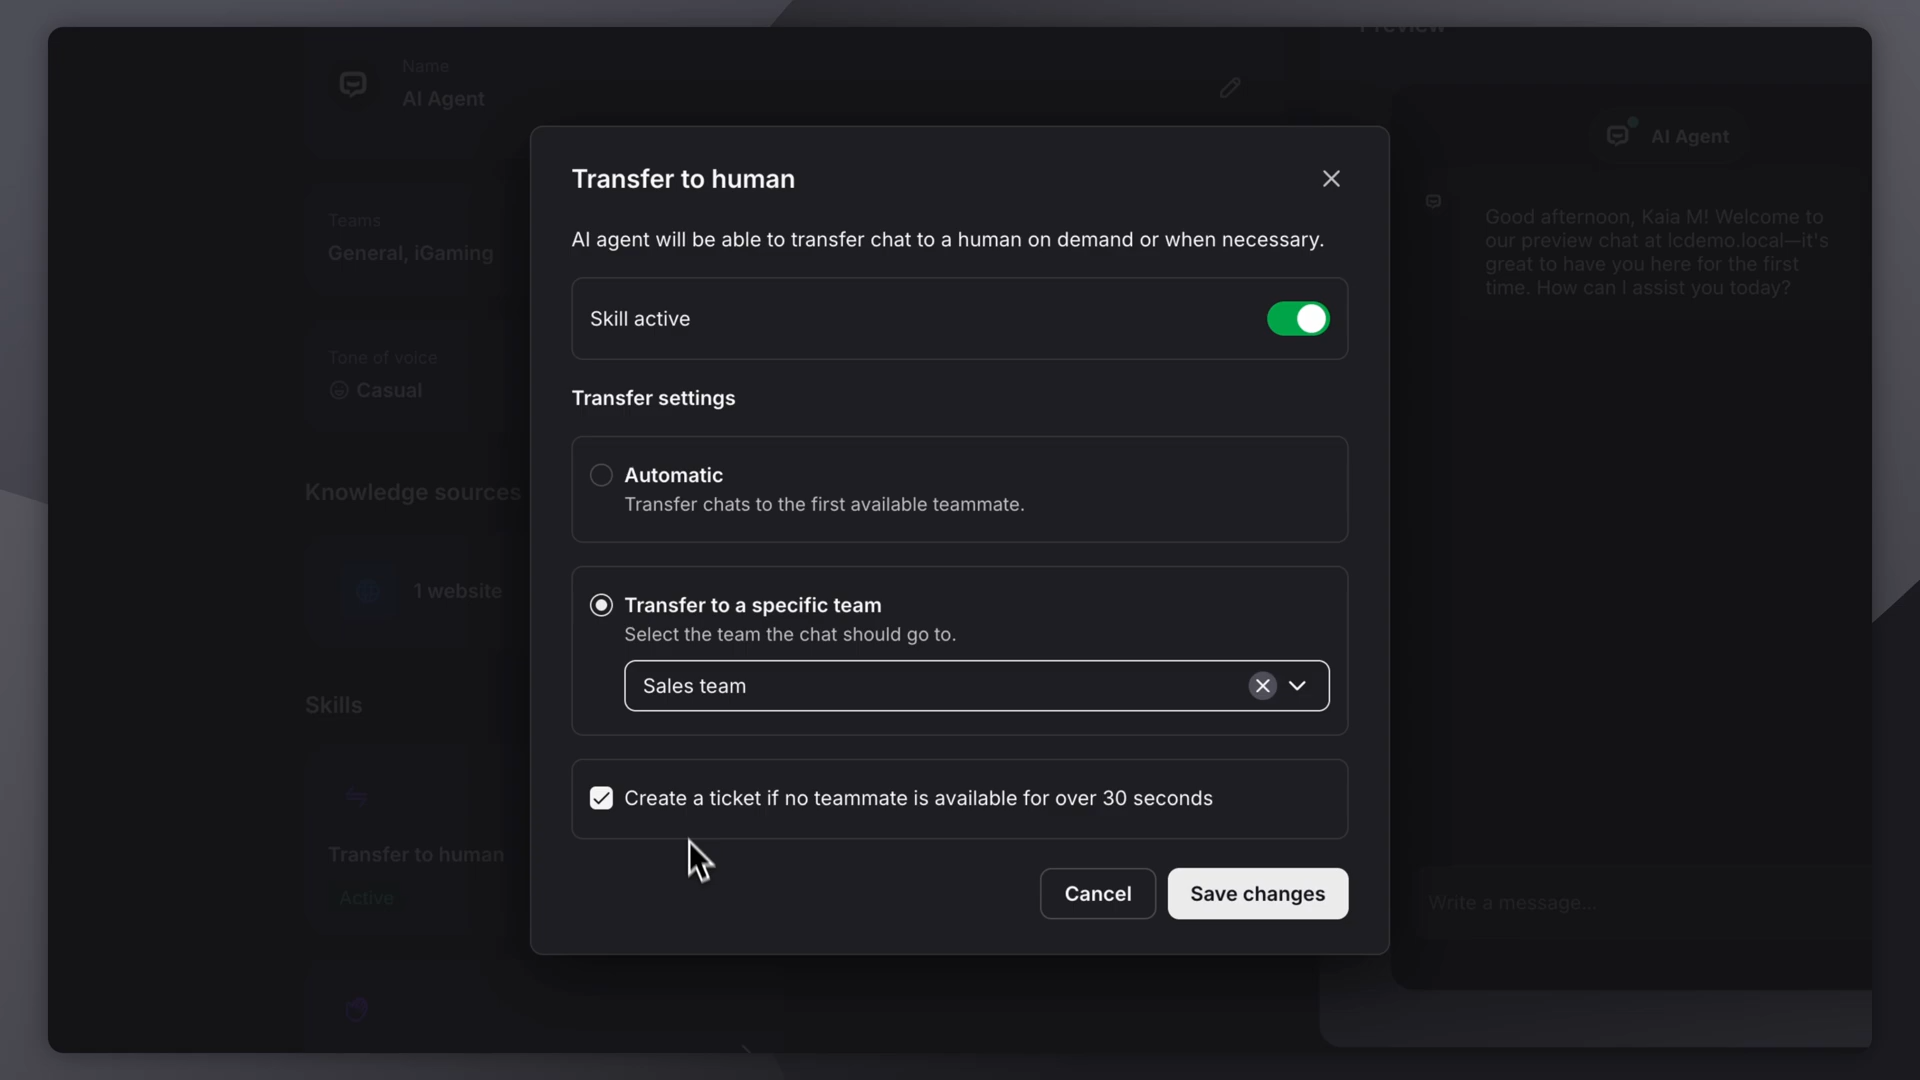 Preview
Name
AI Agent
Teams
General, iGaming
Tone of voice
Casual
Knowledge sources
1 website
Skills
Transfer to human
Active
Transfer to human
AI agent will be able to transfer chat to a human on demand or when necessary.
Skill active
Transfer settings
Automatic
Transfer chats to the first available teammate.
Transfer to a specific team
Select the team the chat should go to.
Sales team
Create a ticket if no teammate is available for over 30 seconds
Cancel
Save changes
AI Agent
Good afternoon, Kaia M! Welcome to
our preview chat at lcdemo.local—it's
great to have you here for the first
time. How can I assist you today?
Write a message...